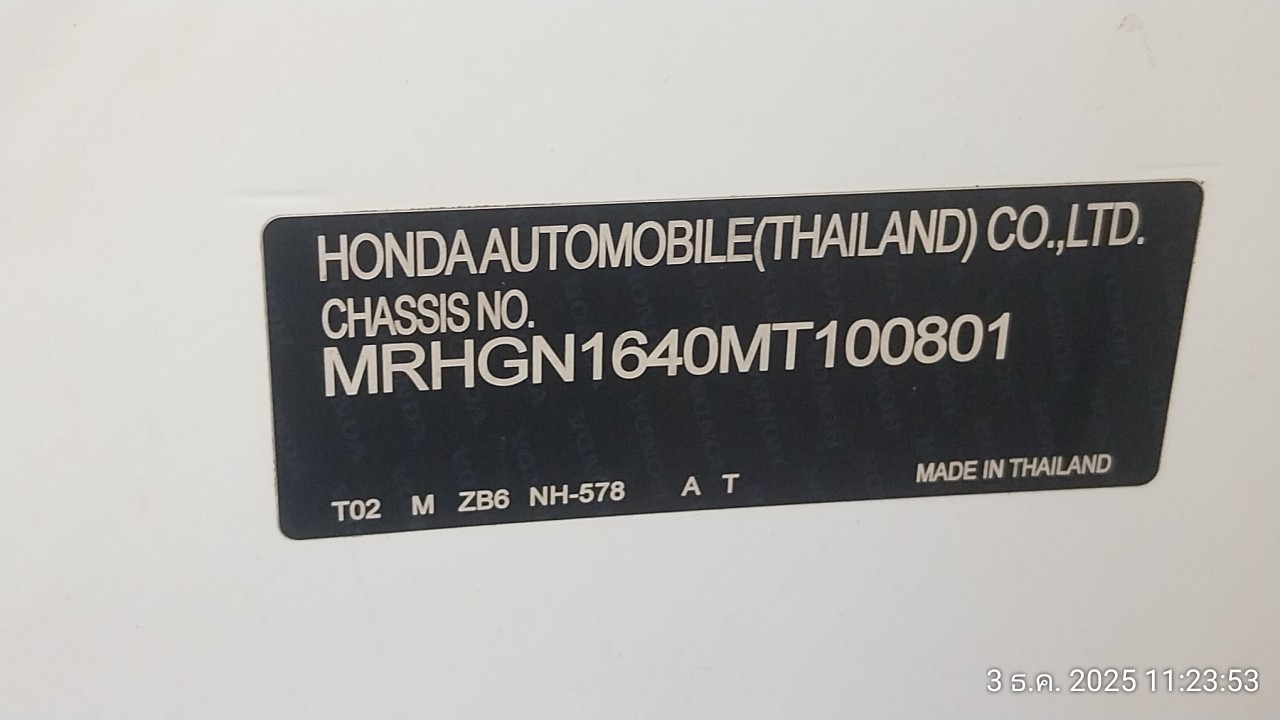 HONDA AUTOMOBILE(THAILAND) CO.,LTD.
CHASSIS NO.
MRHGN1640MT100801
T02 M ZB6 NH-578 A T MADE IN THAILAND
3 ธ.ค. 2025 11:23:53